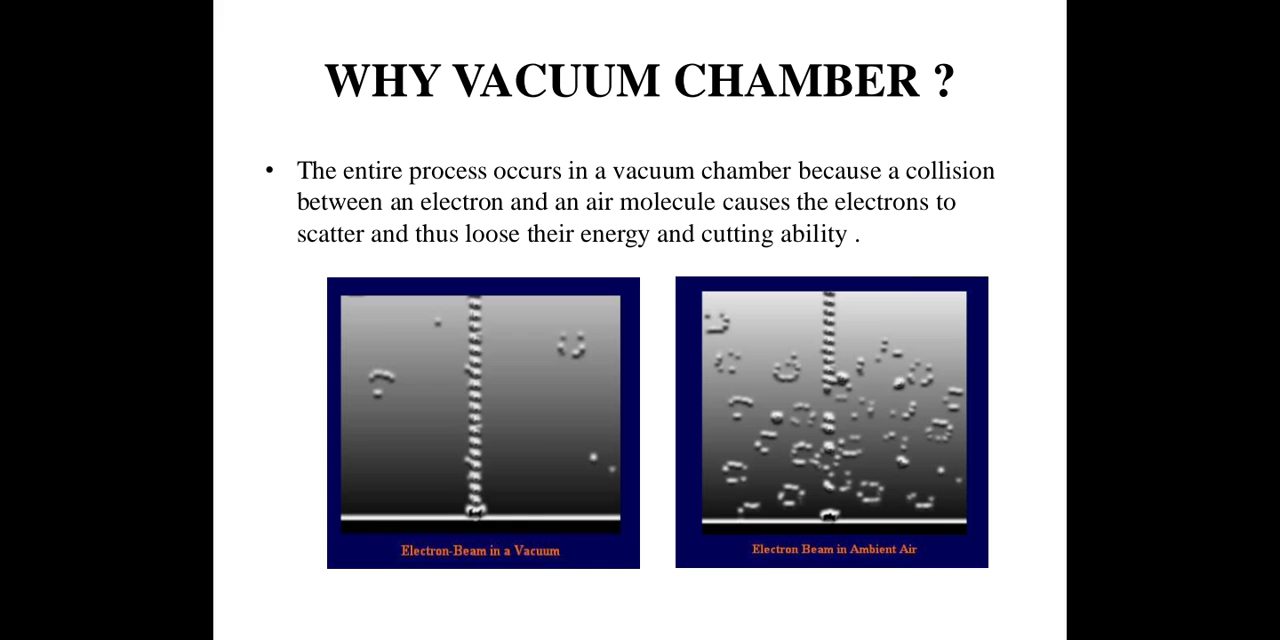 WHY VACUUM CHAMBER ?
• The entire process occurs in a vacuum chamber because a collision
between an electron and an air molecule causes the electrons to
scatter and thus loose their energy and cutting ability .
Electron-Beam in a Vacuum
Electron Beam in Ambient Air